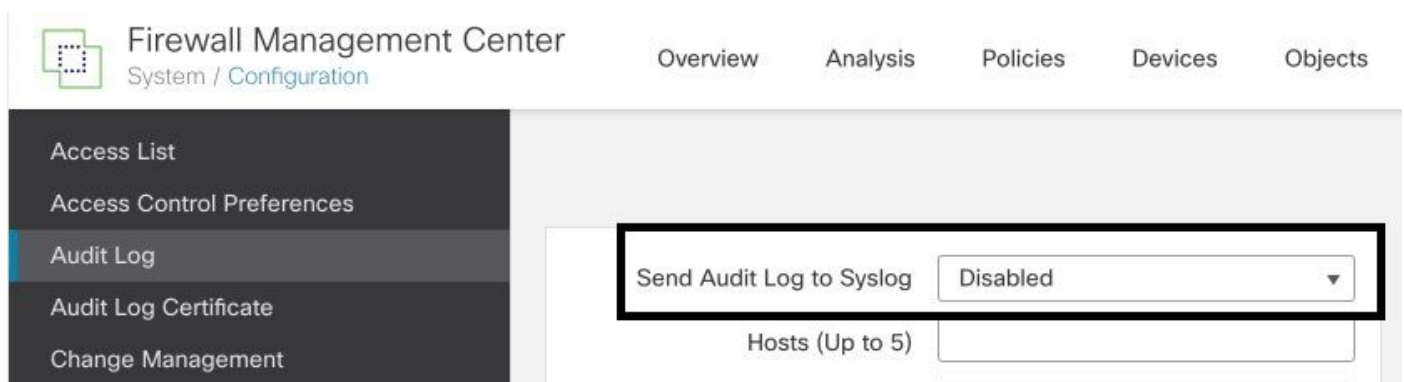 Firewall Management Center
System / Configuration
Overview Analysis Policies Devices Objects
Access List
Access Control Preferences
Audit Log
Audit Log Certificate
Change Management
Send Audit Log to Syslog Disabled
Hosts (Up to 5)